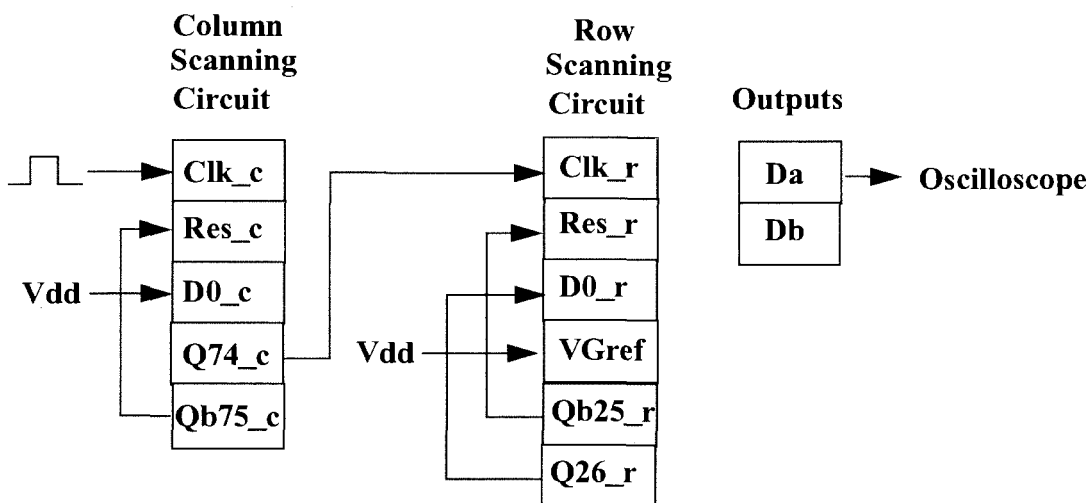 Column
Scanning
Circuit
Clk_c
Res_c
Vdd
D0_c
Q74_c
Qb75_c
Row
Scanning
Circuit
Clk_r
Res_r
D0_r
Vdd
VGref
Qb25_r
Q26_r
Outputs
Da
Oscilloscope
Db